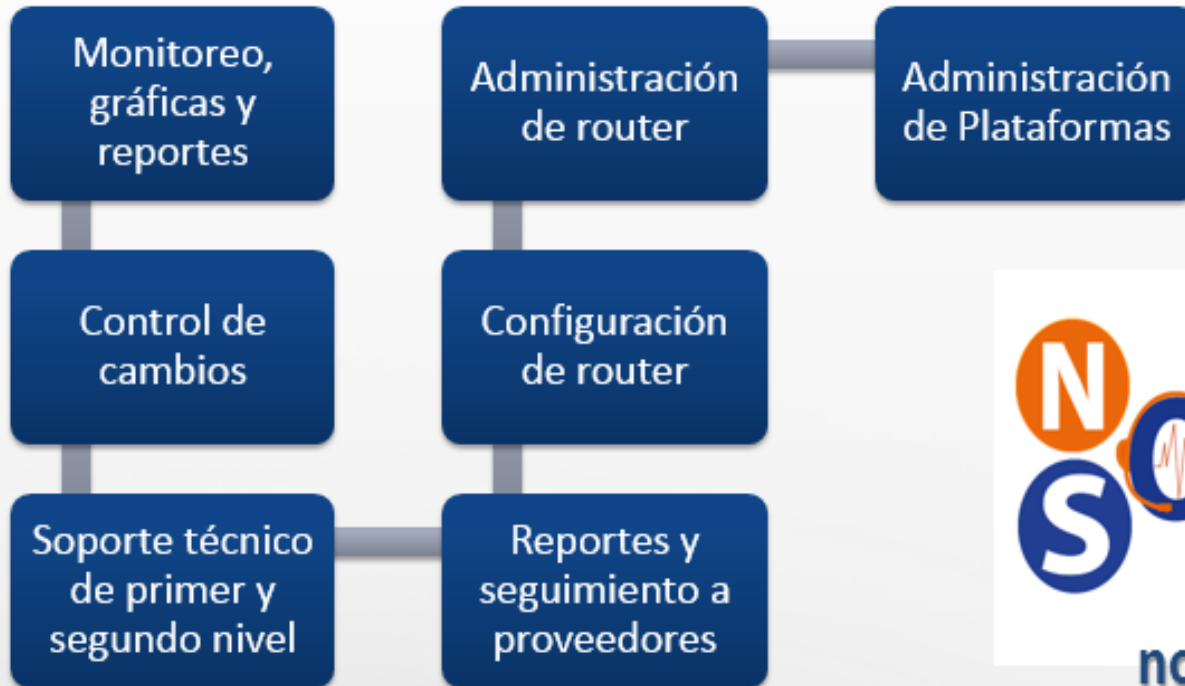 Monitoreo,
gráficas y
reportes
Control de
cambios
Soporte técnico
de primer y
segundo nivel
Reportes y
seguimiento a
proveedores
Configuración
de router
Administración
de router
Administración
de Plataformas
N
S